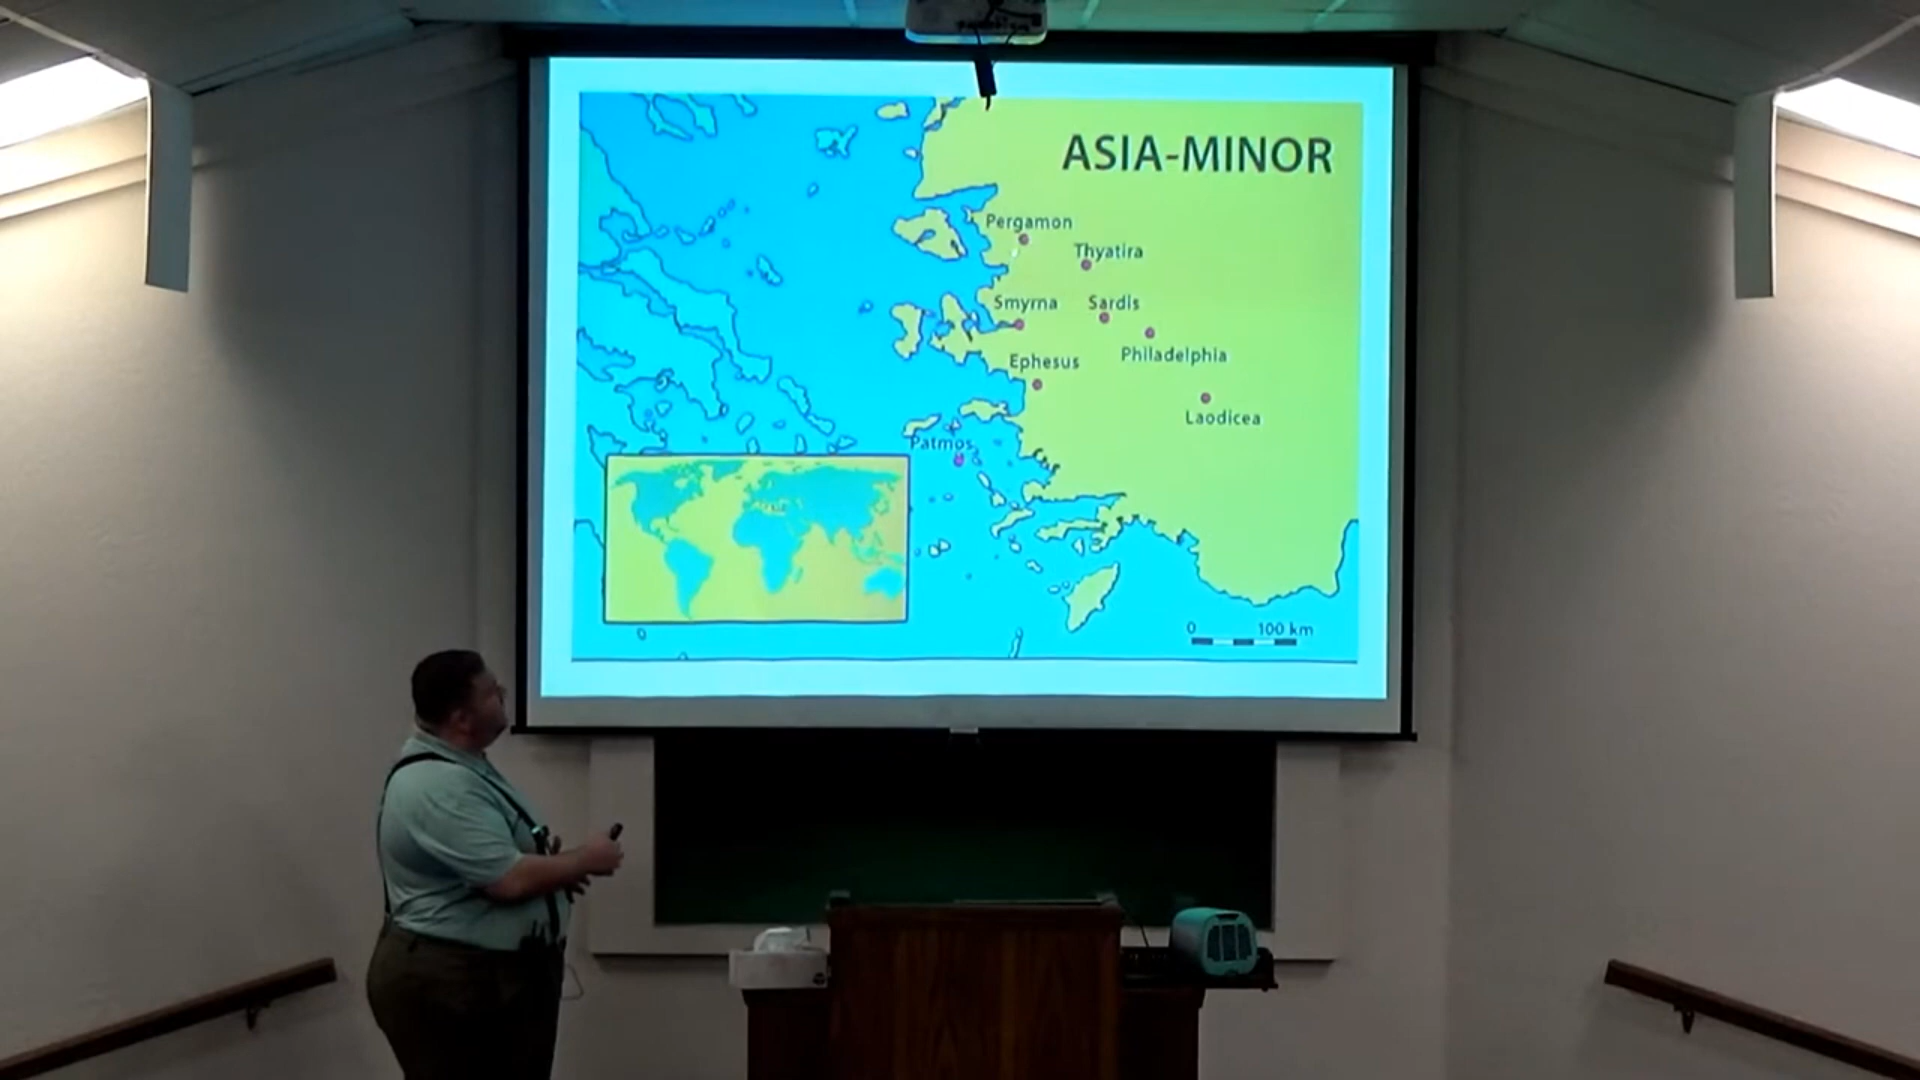 ASIA-MINOR
Pergamon
Thyatira
Smyrna
Sardis
Ephesus
Philadelphia
Laodicea
Patmos
0 100 km